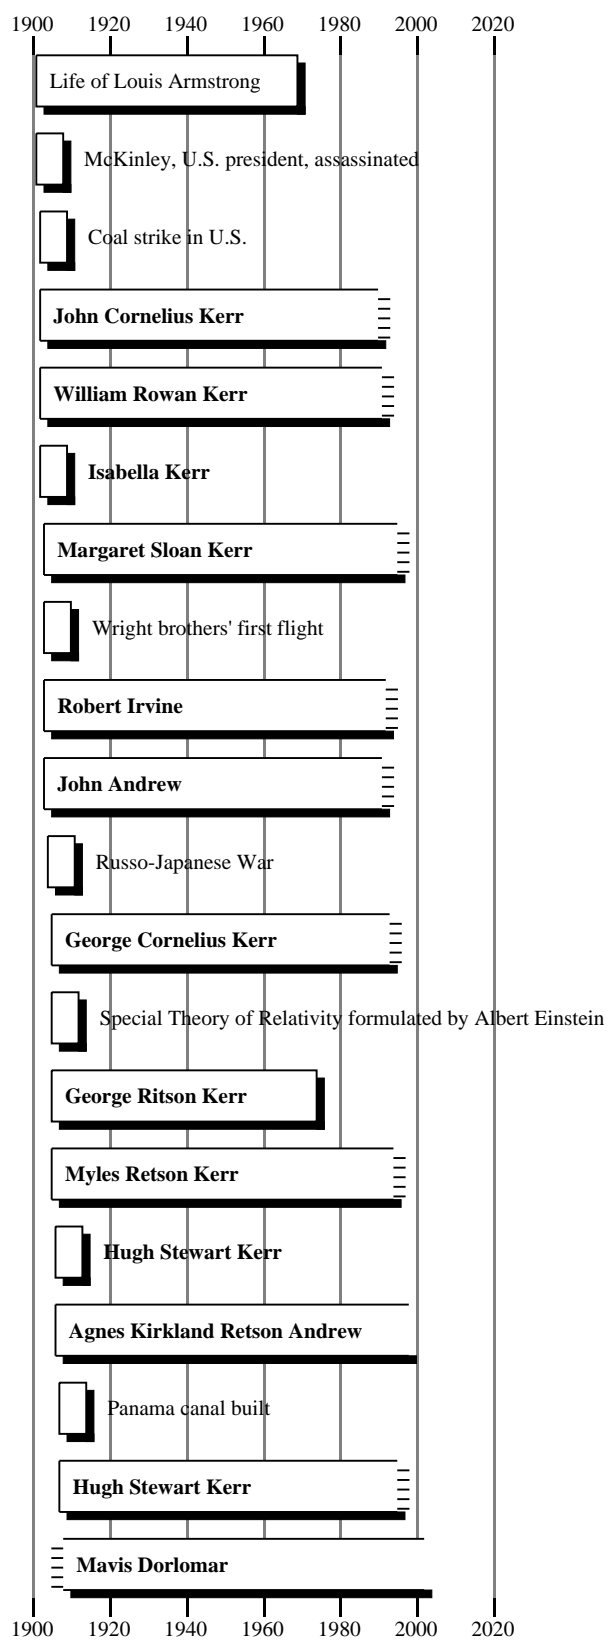 1900 1920 1940 1960 1980 2000 2020
Life of Louis Armstrong
McKinley, U.S. president, assassinated
Coal strike in U.S.
John Cornelius Kerr
William Rowan Kerr
Isabella Kerr
Margaret Sloan Kerr
Wright brothers' first flight
Robert Irvine
John Andrew
Russo-Japanese War
George Cornelius Kerr
Special Theory of Relativity formulated by Albert Einstein
George Ritson Kerr
Myles Retson Kerr
Hugh Stewart Kerr
Agnes Kirkland Retson Andrew
Panama canal built
Hugh Stewart Kerr
Mavis Dorlomar
1900 1920 1940 1960 1980 2000 2020